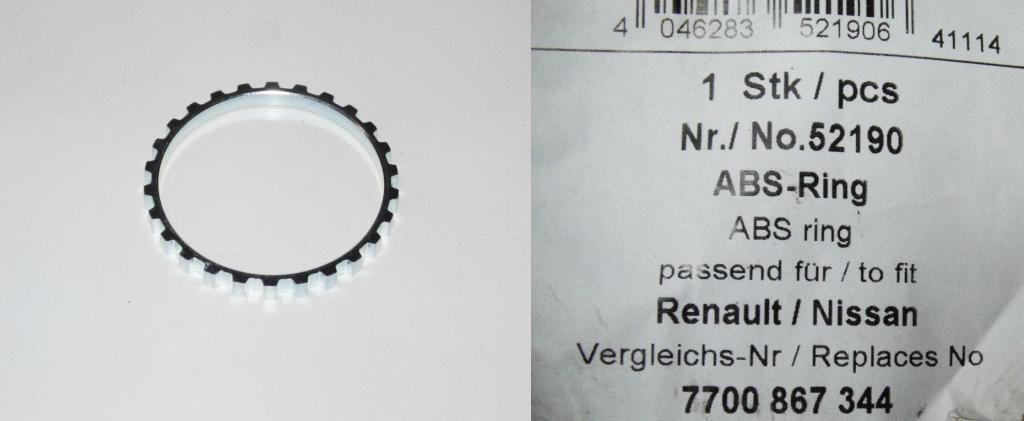 4 046283 521906
41114
1 Stk / pcs
Nr./ No.52190
ABS-Ring
ABS ring
passend für / to fit
Renault / Nissan
Vergleichs-Nr / Replaces No
7700 867 344